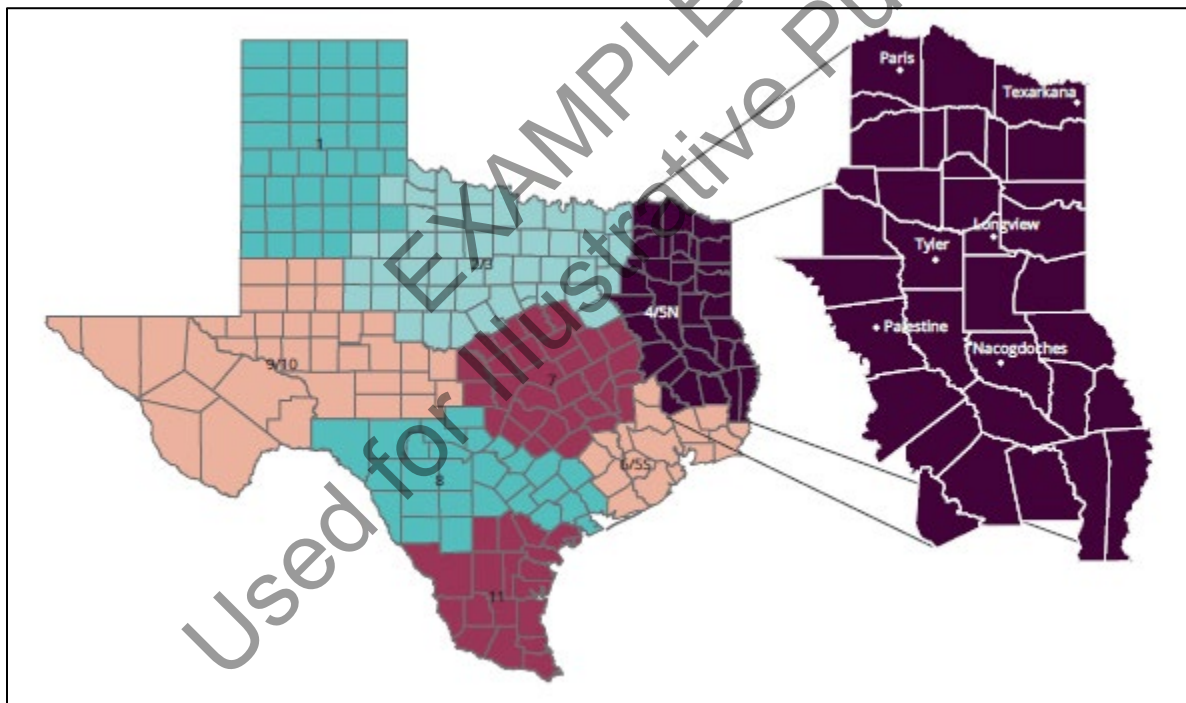 EXAMPLE
Used for Illustrative Pu
1
2/3
4/5N
9/10
7
6/5S
8
11
Paris
Texarkana
Longview
Tyler
Palestine
Nacogdoches